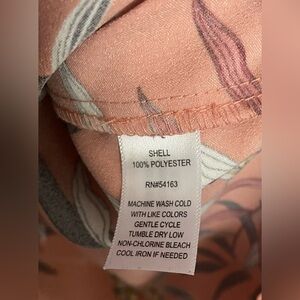 SHELL
100% POLYESTER
RN#54163
MACHINE WASH COLD
WITH LIKE COLORS
GENTLE CYCLE
TUMBLE DRY LOW
NON-CHLORINE BLEACH
COOL IRON IF NEEDED